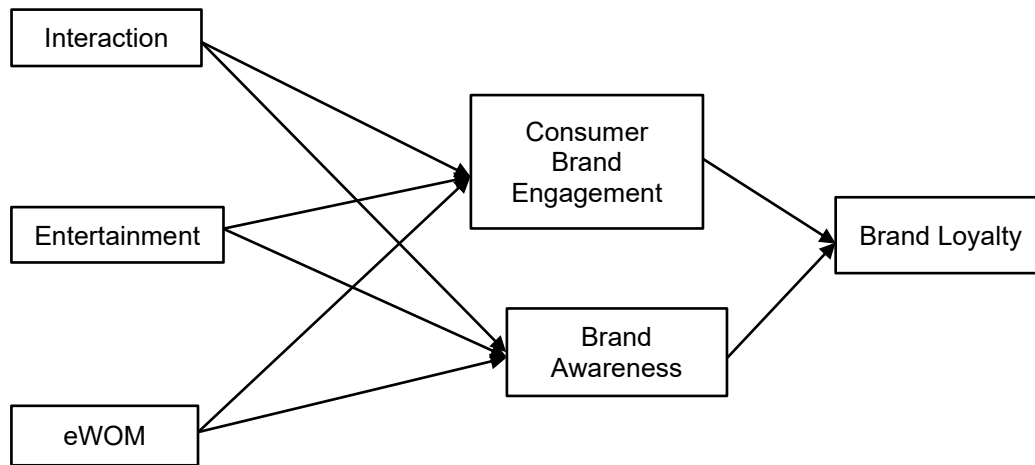 Interaction
Consumer
Brand
Engagement
Entertainment
Brand Loyalty
Brand
Awareness
eWOM